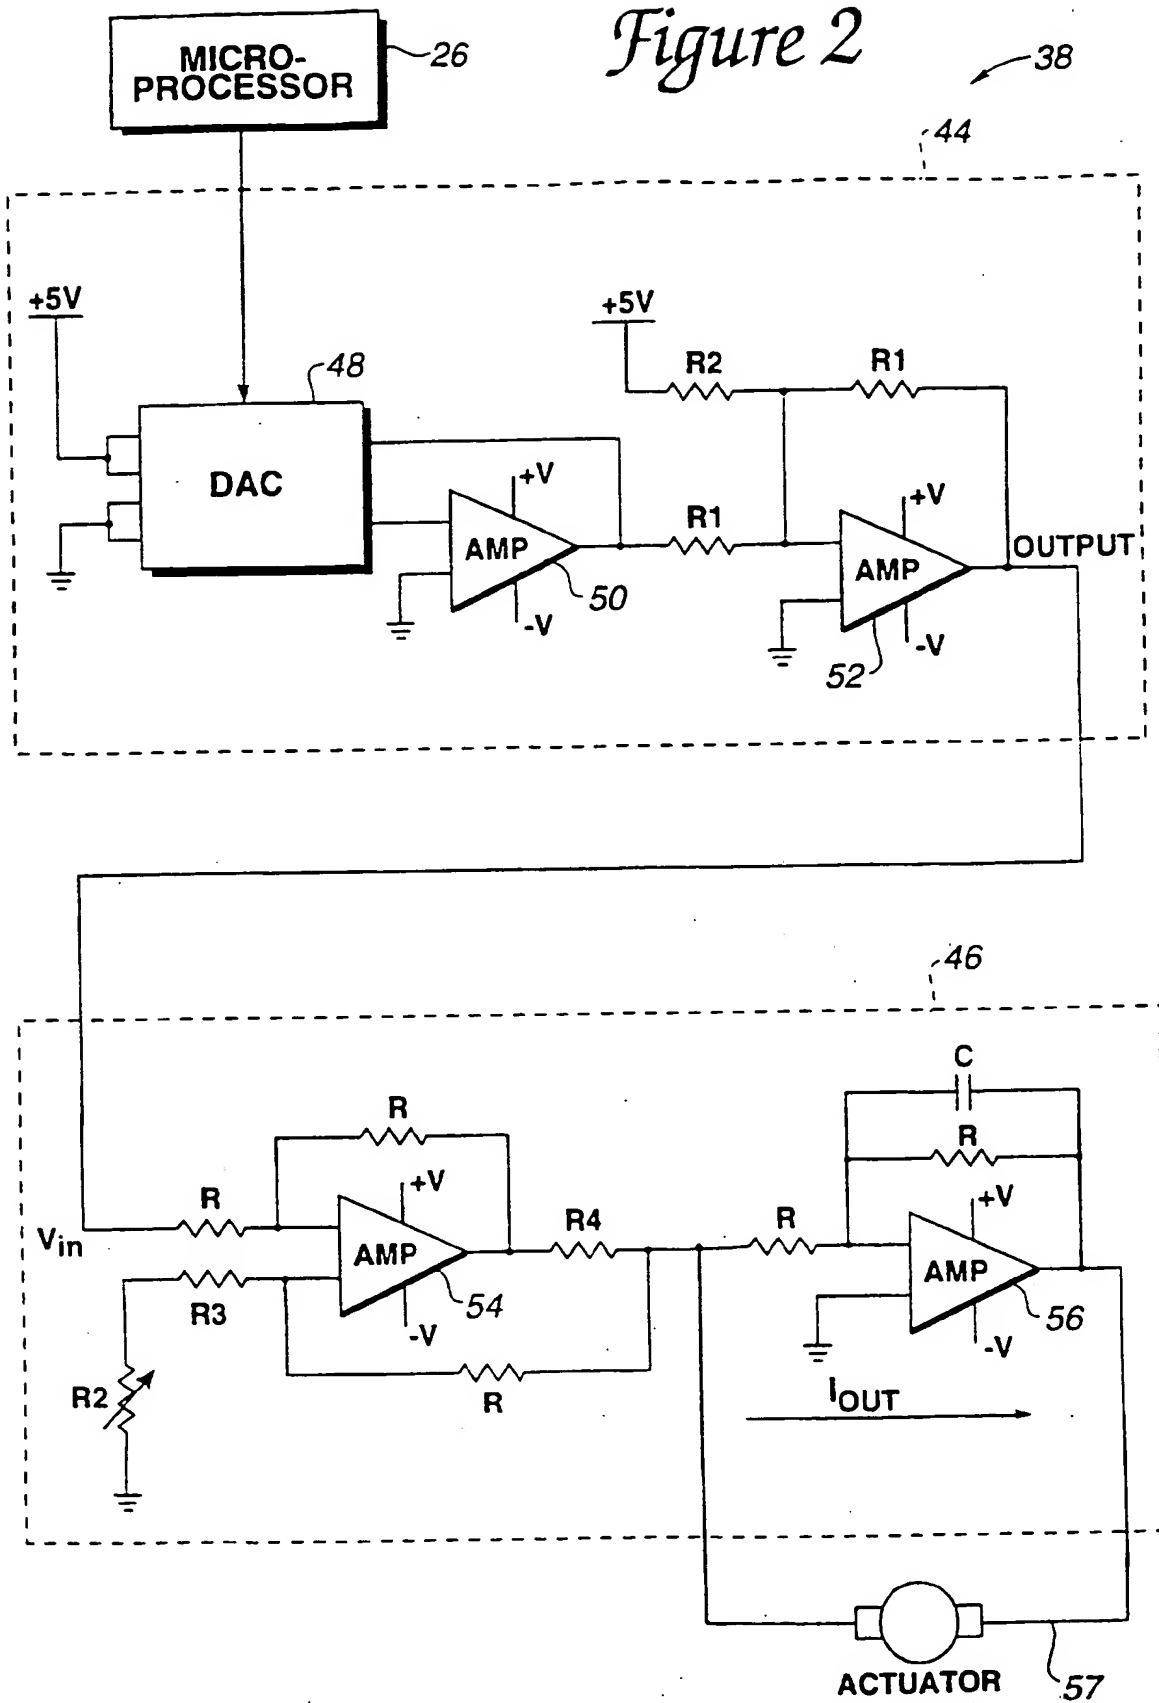 Figure 2
MICRO-
PROCESSOR
26
38
44
+5V
+5V
48
R2
R1
DAC
+V
AMP
50
-V
R1
+V
AMP
52
-V
OUTPUT
46
C
R
R
+V
R
Vin
AMP
54
-V
R4
R
+V
AMP
56
-V
R3
R
R2
IOUT
ACTUATOR
57